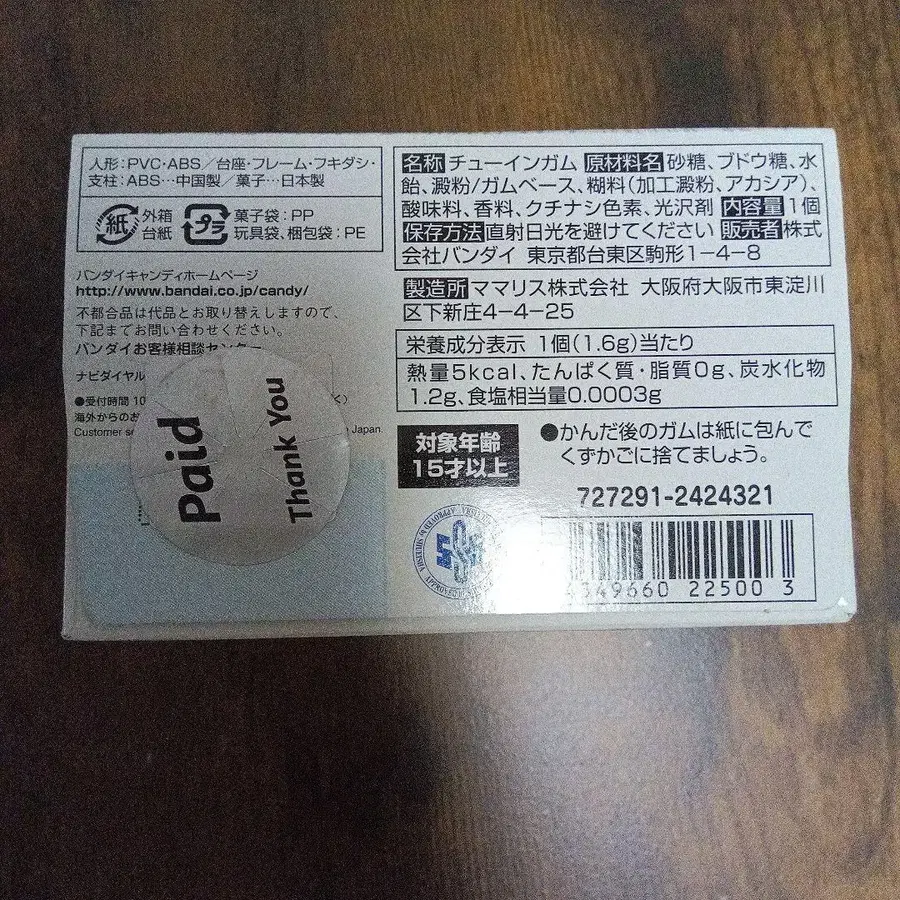 人形:PVC・ABS／台座・フレーム・フキダシ・
支柱:ABS…中国製／菓子…日本製
紙 外箱
台紙
プラ 菓子袋:PP
玩具袋、梱包袋:PE
バンダイキャンディホームページ
http://www.bandai.co.jp/candy/
不都合品は代品とお取り替えしますので、
下記までお問い合わせください。
バンダイお客様相談センター
ナビダイヤル
●受付時間 10
海外からのお
Customer
Japan.
Paid
Thank You
名称 チューインガム 原材料名 砂糖、ブドウ糖、水
飴、澱粉/ガムベース、糊料(加工澱粉、アカシア)、
酸味料、香料、クチナシ色素、光沢剤 内容量 1個
保存方法 直射日光を避けてください 販売者 株式
会社バンダイ 東京都台東区駒形1-4-8
製造所 ママリス株式会社 大阪府大阪市東淀川
区下新庄4-4-25
栄養成分表示 1個(1.6g)当たり
熱量5kcal、たんぱく質・脂質0g、炭水化物
1.2g、食塩相当量0.0003g
対象年齢
15才以上
●かんだ後のガムは紙に包んで
くずかごに捨てましょう。
727291-2424321
4549660 22500 3